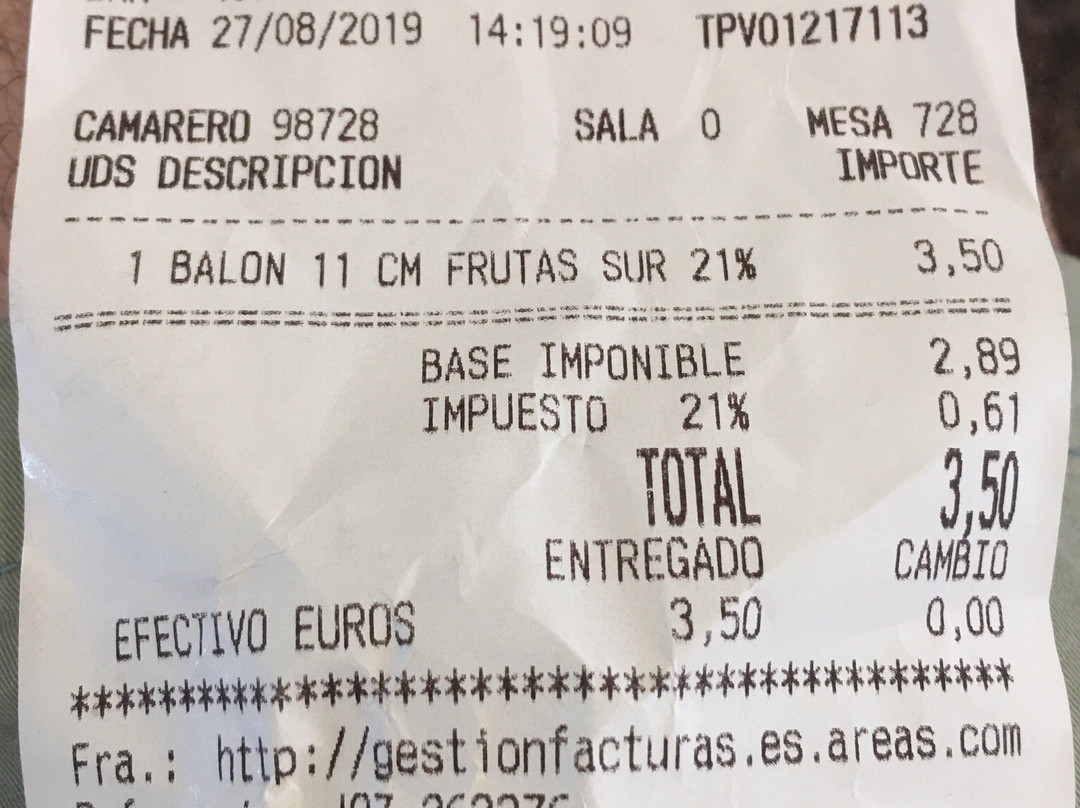 FECHA 27/08/2019 14:19:09 TPV01217113
CAMARERO 98728 SALA 0 MESA 728
UDS DESCRIPCION IMPORTE
1 BALON 11 CM FRUTAS SUR 21% 3,50
BASE IMPONIBLE 2,89
IMPUESTO 21% 0,61
TOTAL 3,50
ENTREGADO CAMBIO
EFECTIVO EUROS 3,50 0,00
****************************************
Fra.: http://gestionfacturas.es.areas.com